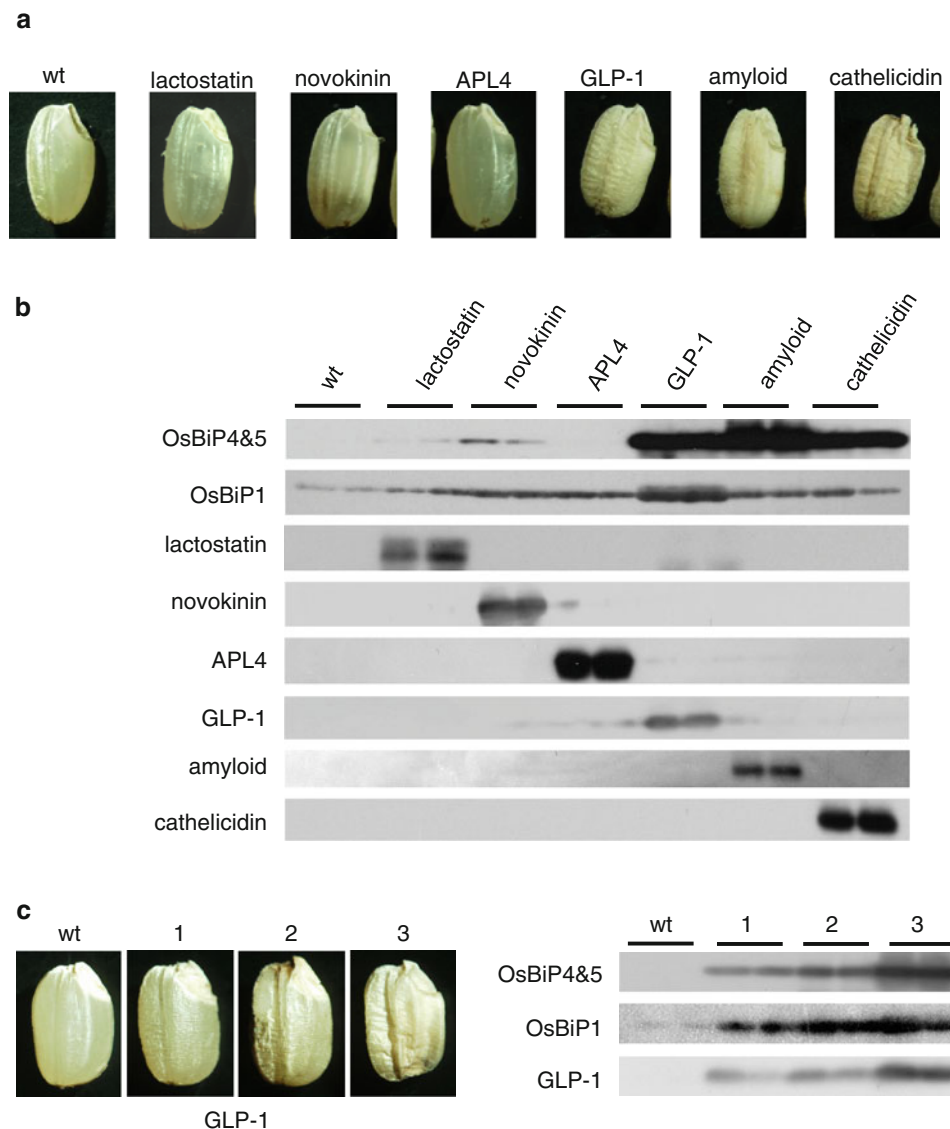 a
wt lactostatin novokinin APL4 GLP-1 amyloid cathelicidin
b
wt lactostatin novokinin APL4 GLP-1 amyloid cathelicidin
OsBiP4&5
OsBiP1
lactostatin
novokinin
APL4
GLP-1
amyloid
cathelicidin
c
wt 1 2 3
GLP-1
wt 1 2 3
OsBiP4&5
OsBiP1
GLP-1